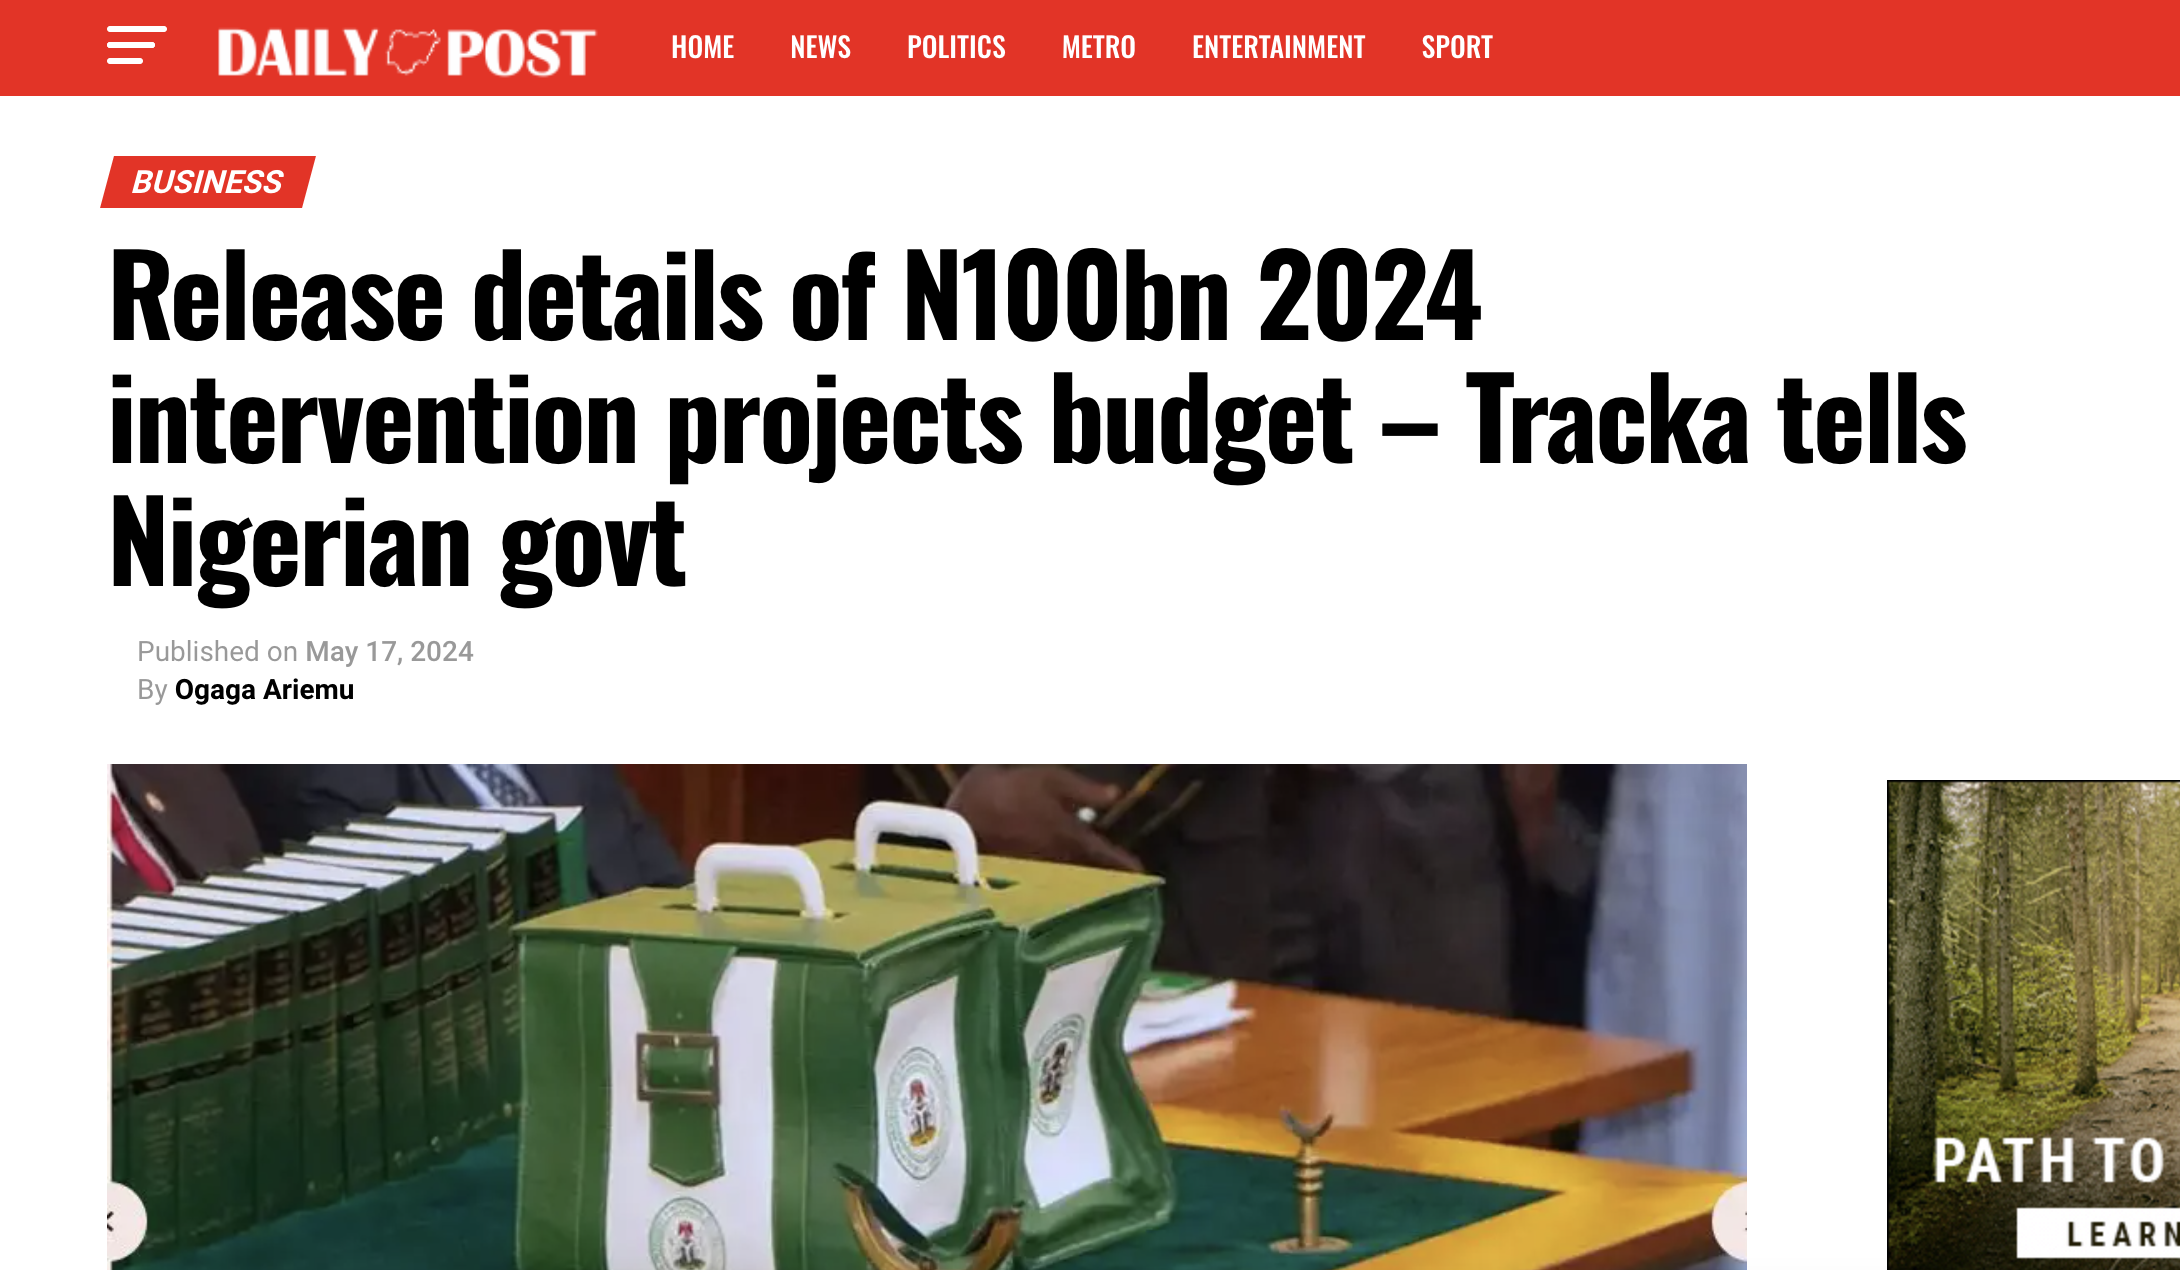 DAILY POST
HOME NEWS POLITICS METRO ENTERTAINMENT SPORT
BUSINESS
Release details of N100bn 2024
intervention projects budget – Tracka tells
Nigerian govt
Published on May 17, 2024
By Ogaga Ariemu
PATH TO
LEARN